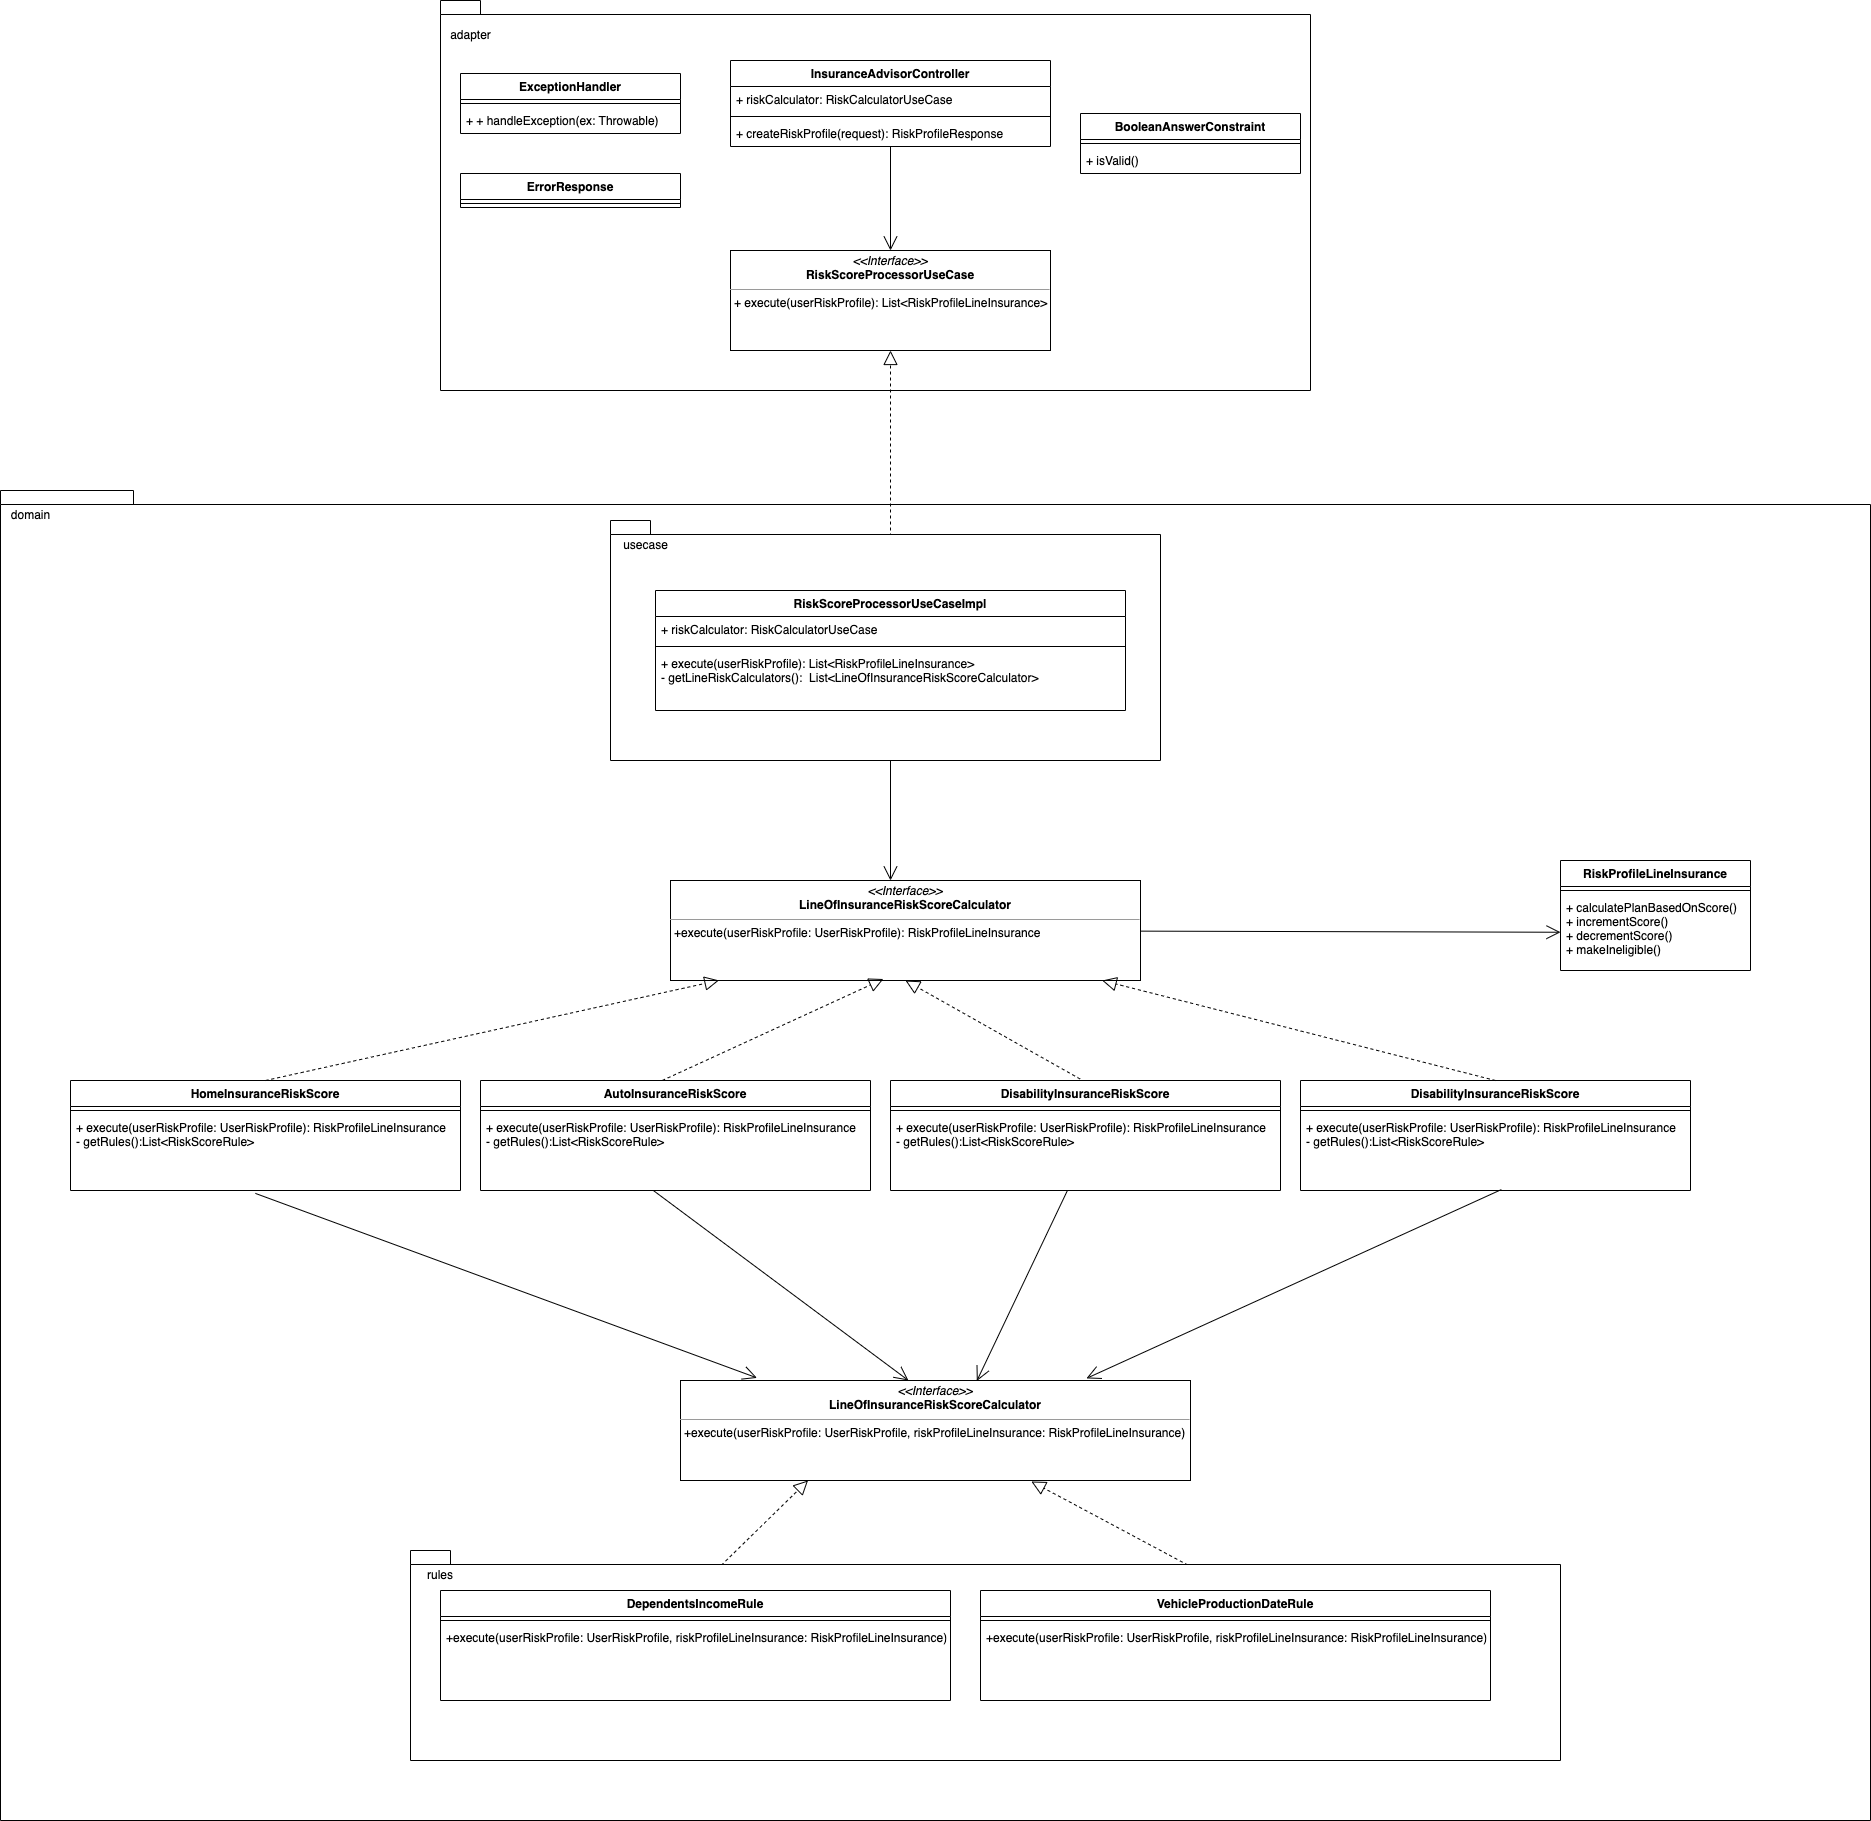 adapter
ExceptionHandler
+ + handleException(ex: Throwable)
InsuranceAdvisorController
+ riskCalculator: RiskCalculatorUseCase
+ createRiskProfile(request): RiskProfileResponse
BooleanAnswerConstraint
+ isValid()
ErrorResponse
<<Interface>>
RiskScoreProcessorUseCase
+ execute(userRiskProfile): List<RiskProfileLineInsurance>
domain
usecase
RiskScoreProcessorUseCaseImpl
+ riskCalculator: RiskCalculatorUseCase
+ execute(userRiskProfile): List<RiskProfileLineInsurance>
- getLineRiskCalculators():  List<LineOfInsuranceRiskScoreCalculator>
<<Interface>>
LineOfInsuranceRiskScoreCalculator
+execute(userRiskProfile: UserRiskProfile): RiskProfileLineInsurance
RiskProfileLineInsurance
+ calculatePlanBasedOnScore()
+ incrementScore()
+ decrementScore()
+ makeIneligible()
HomeInsuranceRiskScore
+ execute(userRiskProfile: UserRiskProfile): RiskProfileLineInsurance
- getRules():List<RiskScoreRule>
AutoInsuranceRiskScore
+ execute(userRiskProfile: UserRiskProfile): RiskProfileLineInsurance
- getRules():List<RiskScoreRule>
DisabilityInsuranceRiskScore
+ execute(userRiskProfile: UserRiskProfile): RiskProfileLineInsurance
- getRules():List<RiskScoreRule>
DisabilityInsuranceRiskScore
+ execute(userRiskProfile: UserRiskProfile): RiskProfileLineInsurance
- getRules():List<RiskScoreRule>
<<Interface>>
LineOfInsuranceRiskScoreCalculator
+execute(userRiskProfile: UserRiskProfile, riskProfileLineInsurance: RiskProfileLineInsurance)
rules
DependentsIncomeRule
+execute(userRiskProfile: UserRiskProfile, riskProfileLineInsurance: RiskProfileLineInsurance)
VehicleProductionDateRule
+execute(userRiskProfile: UserRiskProfile, riskProfileLineInsurance: RiskProfileLineInsurance)